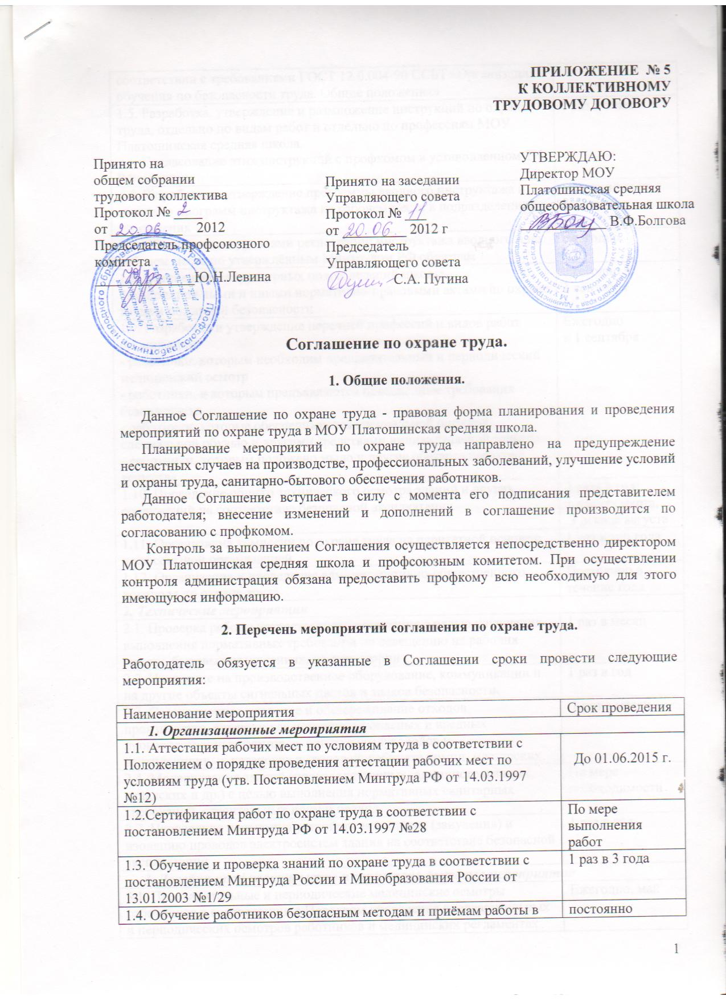 ПРИЛОЖЕНИЕ № 5
К КОЛЛЕКТИВНОМУ
ТРУДОВОМУ ДОГОВОРУ
Принято на
общем собрании
трудового коллектива
Протокол № 2
от 20.06. 2012
Председатель профсоюзного
комитета
Ю.Н.Левина
Принято на заседании
Управляющего совета
Протокол № 11
от 20.06. 2012 г
Председатель
Управляющего совета
С.А. Пугина
УТВЕРЖДАЮ:
Директор МОУ
Платошинская средняя
общеобразовательная школа
В.Ф.Болгова
Соглашение по охране труда.
1. Общие положения.
Данное Соглашение по охране труда - правовая форма планирования и проведения
мероприятий по охране труда в МОУ Платошинская средняя школа.
Планирование мероприятий по охране труда направлено на предупреждение
несчастных случаев на производстве, профессиональных заболеваний, улучшение условий
и охраны труда, санитарно-бытового обеспечения работников.
Данное Соглашение вступает в силу с момента его подписания представителем
работодателя; внесение изменений и дополнений в соглашение производится по
согласованию с профкомом.
Контроль за выполнением Соглашения осуществляется непосредственно директором
МОУ Платошинская средняя школа и профсоюзным комитетом. При осуществлении
контроля администрация обязана предоставить профкому всю необходимую для этого
имеющуюся информацию.
2. Перечень мероприятий соглашения по охране труда.
Работодатель обязуется в указанные в Соглашении сроки провести следующие
мероприятия:
Наименование мероприятия
Срок проведения
1. Организационные мероприятия
1.1. Аттестация рабочих мест по условиям труда в соответствии с
Положением о порядке проведения аттестации рабочих мест по
условиям труда (утв. Постановлением Минтруда РФ от 14.03.1997
№12)
До 01.06.2015 г.
1.2.Сертификация работ по охране труда в соответствии с
постановлением Минтруда РФ от 14.03.1997 №28
По мере
выполнения
работ
1.3. Обучение и проверка знаний по охране труда в соответствии с
постановлением Минтруда России и Минобразования России от
13.01.2003 №1/29
1 раз в 3 года
1.4. Обучение работников безопасным методам и приёмам работы в
постоянно
1